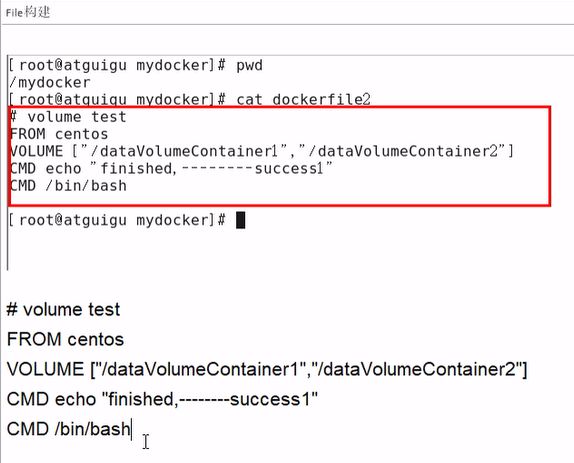 File构建
[root@atguigu mydocker]# pwd
/mydocker
[root@atguigu mydocker]# cat dockerfile2
# volume test
FROM centos
VOLUME ["/dataVolumeContainer1","/dataVolumeContainer2"]
CMD echo "finished,--------success1"
CMD /bin/bash
[root@atguigu mydocker]#
# volume test
FROM centos
VOLUME ["/dataVolumeContainer1","/dataVolumeContainer2"]
CMD echo "finished,--------success1"
CMD /bin/bash